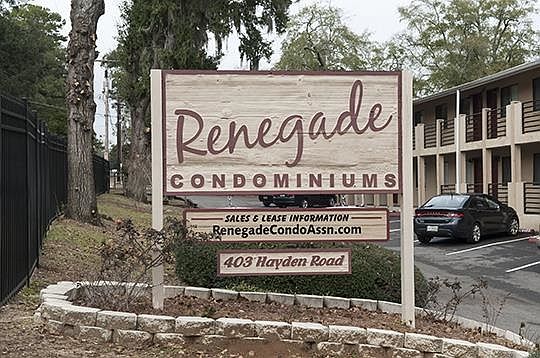 Renegade
CONDOMINIUMS
SALES & LEASE INFORMATION
RenegadeCondoAssn.com
403 Hayden Road